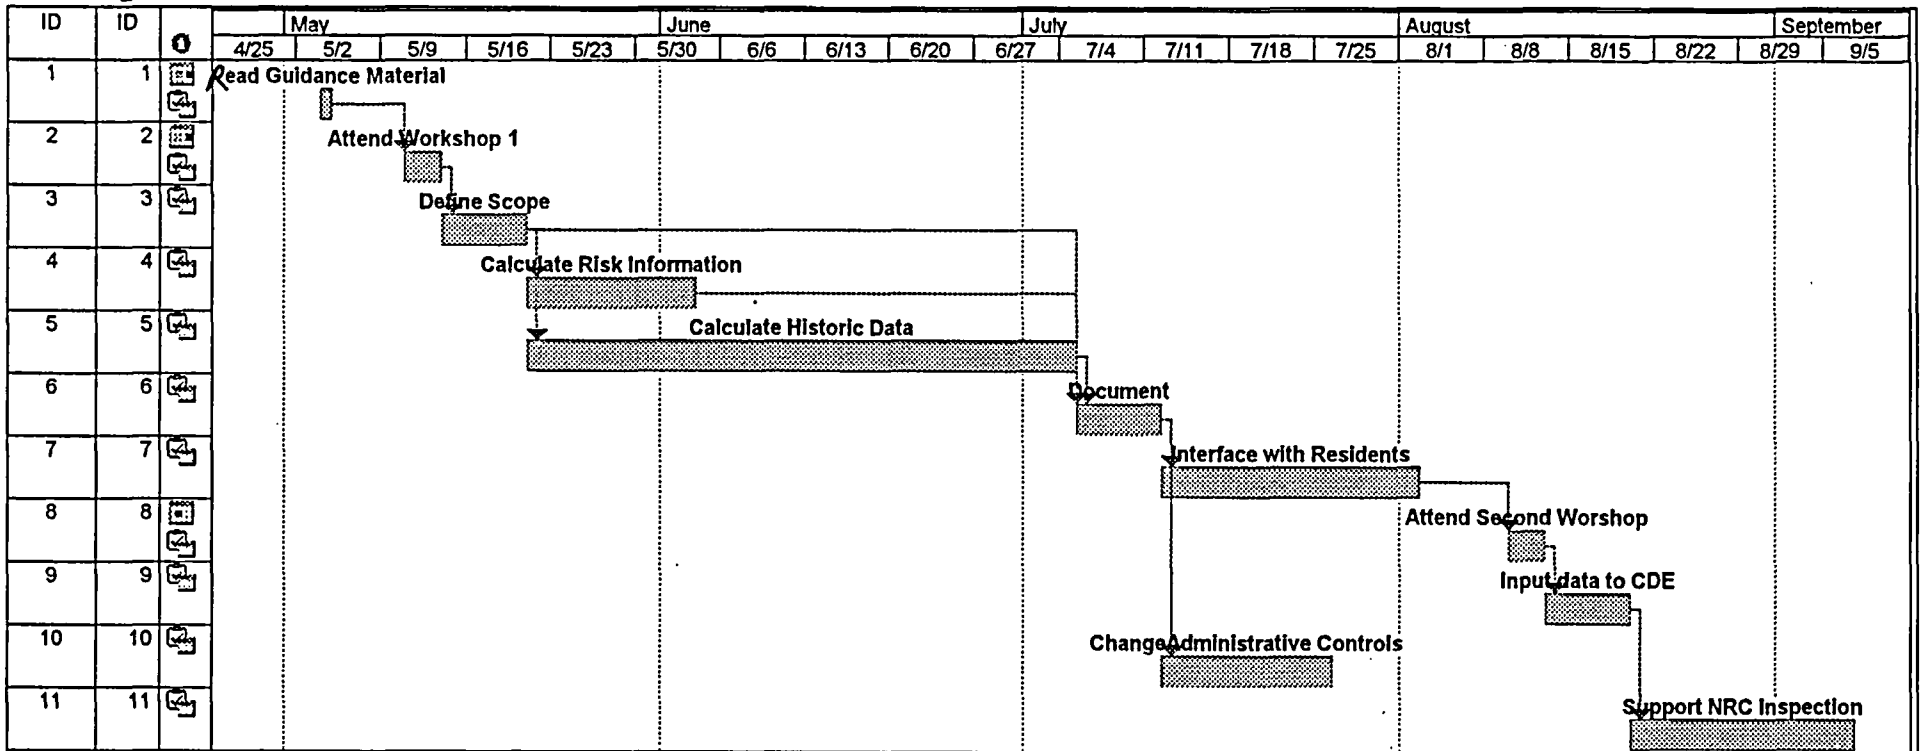 ID ID May June July August September
4/25 5/2 5/9 5/16 5/23 5/30 6/6 6/13 6/20 6/27 7/4 7/11 7/18 7/25 8/1 8/8 8/15 8/22 8/29 9/5
1 1 Read Guidance Material
2 2 Attend Workshop 1
3 3 Define Scope
4 4 Calculate Risk Information
5 5 Calculate Historic Data
6 6 Document
7 7 Interface with Residents
8 8 Attend Second Worshop
9 9 Input data to CDE
10 10 Change Administrative Controls
11 11 Support NRC Inspection